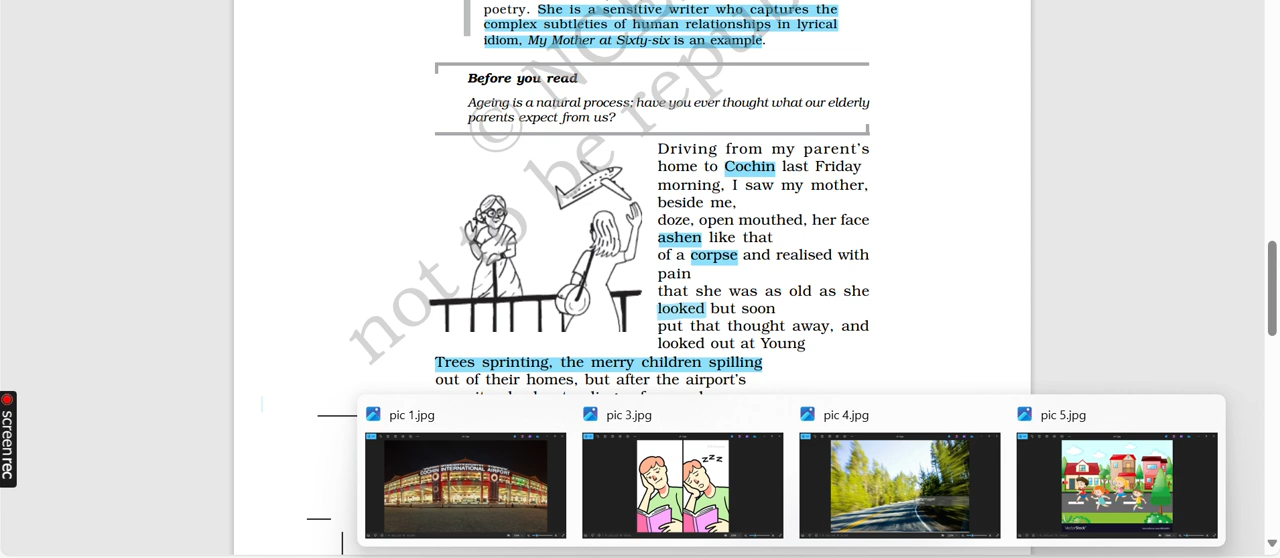 poetry. She is a sensitive writer who captures the
complex subtleties of human relationships in lyrical
idiom, My Mother at Sixty-six is an example.
Before you read
Ageing is a natural process; have you ever thought what our elderly
parents expect from us?
Driving from my parent's
home to Cochin last Friday
morning, I saw my mother,
beside me,
doze, open mouthed, her face
ashen like that
of a corpse and realised with
pain
that she was as old as she
looked but soon
put that thought away, and
looked out at Young
Trees sprinting, the merry children spilling
out of their homes, but after the airport's
© NCE
not to be repu
screenrec
pic 1.jpg
pic 3.jpg
pic 4.jpg
pic 5.jpg
COCHIN INTERNATIONAL AIRPORT
zzz